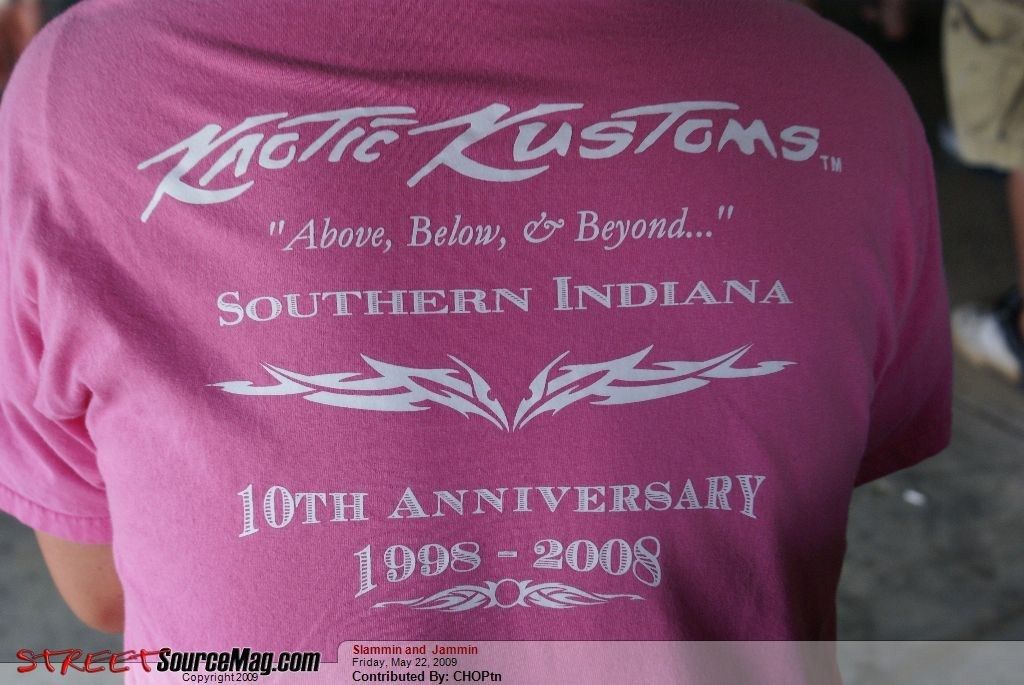 KAOTIC KUSTOMS™
"Above, Below, & Beyond..."
SOUTHERN INDIANA
10TH ANNIVERSARY
1998 - 2008
STREETSourceMag.com
Copyright 2009
Slammin and Jammin
Friday, May 22, 2009
Contributed By: CHOPtn